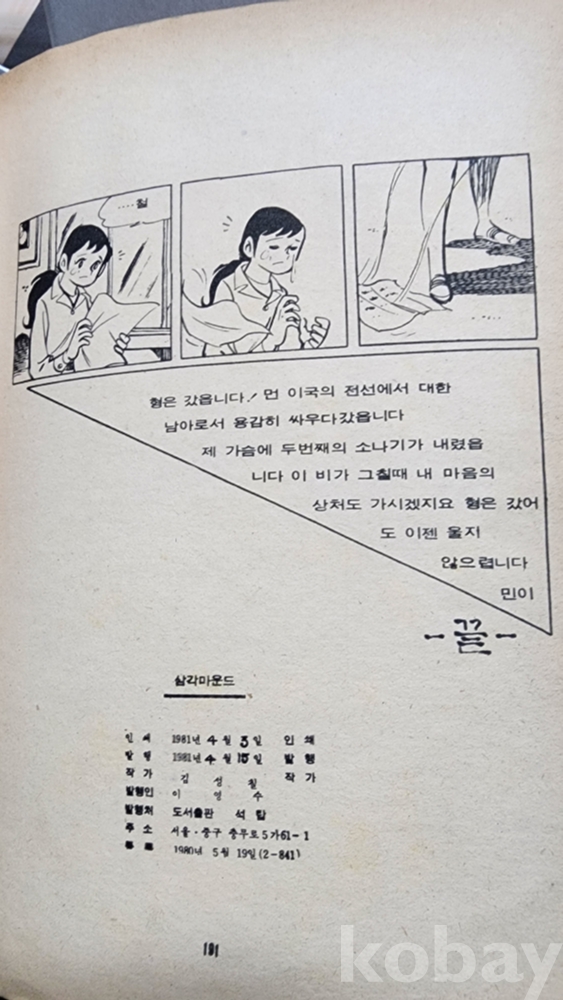 ....철
형은 갔읍니다! 먼 이국의 전선에서 대한
남아로서 용감히 싸우다갔읍니다
제 가슴에 두번째의 소나기가 내렸읍
니다 이 비가 그칠때 내 마음의
상처도 가시겠지요 형은 갔어
도 이젠 울지
않으렵니다
민이
-끝-
삼각마운드
인쇄 1981년 4월 3일 인쇄
발행 1981년 4월 15일 발행
작가 김성철 작가
발행인 이영수
발행처 도서출판 석탑
주소 서울·중구 충무로5가61-1
등록 1980년 5월 19일(2-841)
191
kobay